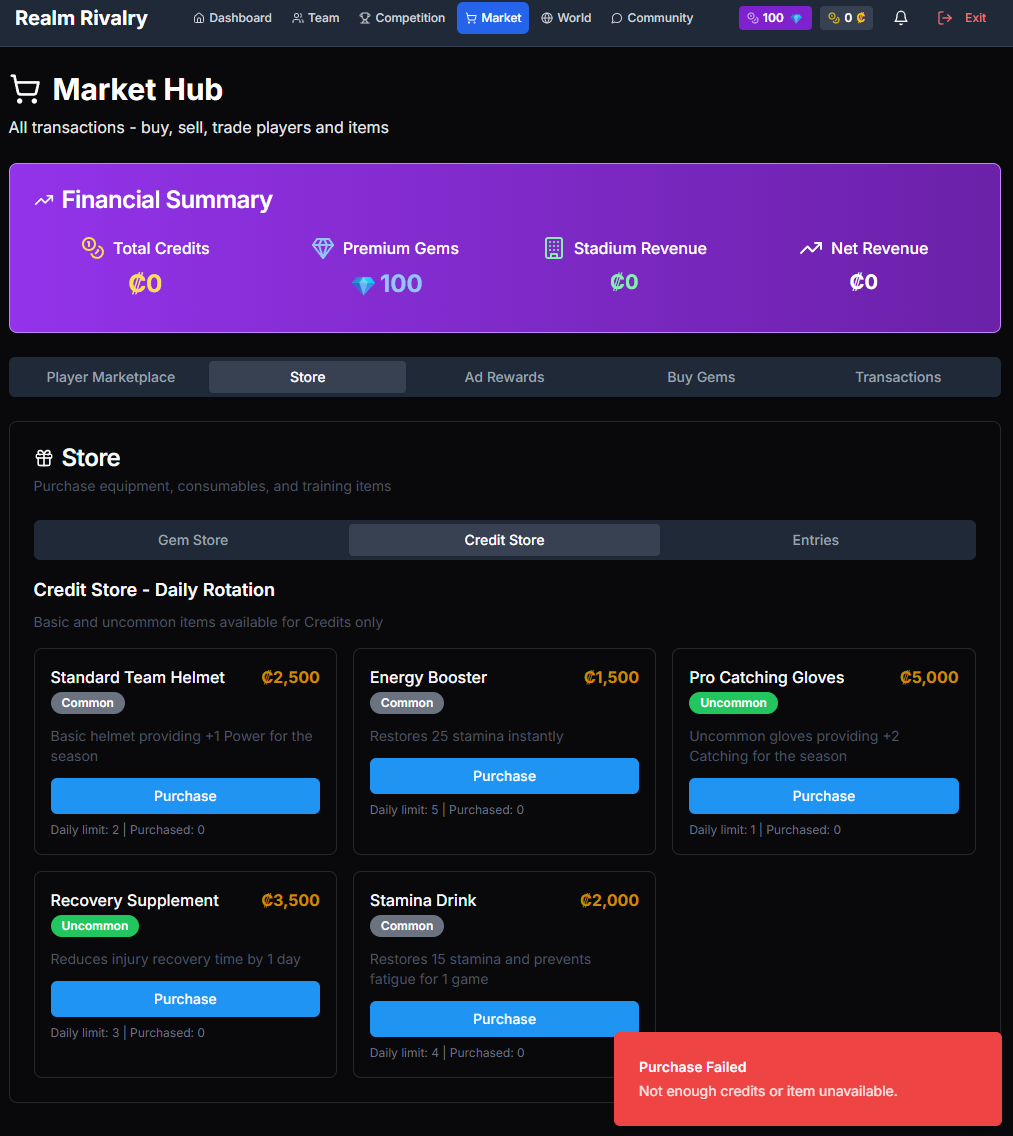 Realm Rivalry Dashboard Team Competition Market World Community 100 💎 0 ₡ Exit
Market Hub
All transactions - buy, sell, trade players and items
Financial Summary
Total Credits Premium Gems Stadium Revenue Net Revenue
₡0 💎 100 ₡0 ₡0
Player Marketplace Store Ad Rewards Buy Gems Transactions
Store
Purchase equipment, consumables, and training items
Gem Store Credit Store Entries
Credit Store - Daily Rotation
Basic and uncommon items available for Credits only
Standard Team Helmet ₡2,500
Common
Basic helmet providing +1 Power for the
season
Purchase
Daily limit: 2 | Purchased: 0
Energy Booster ₡1,500
Common
Restores 25 stamina instantly
Purchase
Daily limit: 5 | Purchased: 0
Pro Catching Gloves ₡5,000
Uncommon
Uncommon gloves providing +2
Catching for the season
Purchase
Daily limit: 1 | Purchased: 0
Recovery Supplement ₡3,500
Uncommon
Reduces injury recovery time by 1 day
Purchase
Daily limit: 3 | Purchased: 0
Stamina Drink ₡2,000
Common
Restores 15 stamina and prevents
fatigue for 1 game
Purchase
Daily limit: 4 | Purchased: 0
Purchase Failed
Not enough credits or item unavailable.